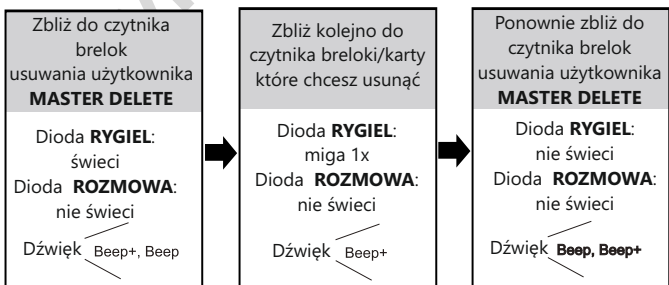 Zbliż do czytnika
brelok
usuwania użytkownika
MASTER DELETE
Dioda RYGIEL:
świeci
Dioda ROZMOWA:
nie świeci
Dźwięk Beep+, Beep
Zbliż kolejno do
czytnika breloki/karty
które chcesz usunąć
Dioda RYGIEL:
miga 1x
Dioda ROZMOWA:
nie świeci
Dźwięk Beep+
Ponownie zbliż do
czytnika brelok
usuwania użytkownika
MASTER DELETE
Dioda RYGIEL:
nie świeci
Dioda ROZMOWA:
nie świeci
Dźwięk Beep, Beep+